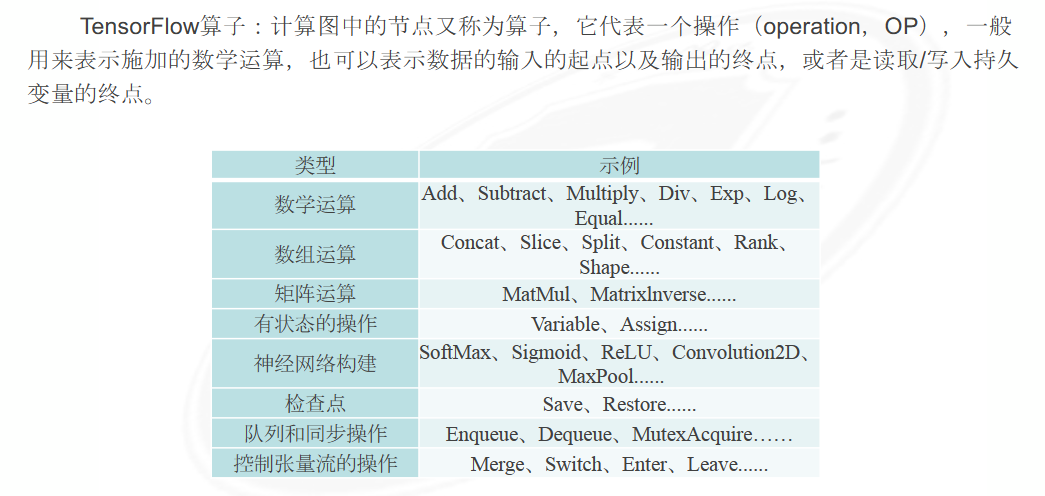 TensorFlow算子：计算图中的节点又称为算子，它代表一个操作（operation，OP），一般
用来表示施加的数学运算，也可以表示数据的输入的起点以及输出的终点，或者是读取/写入持久
变量的终点。
类型 示例
数学运算 Add、Subtract、Multiply、Div、Exp、Log、
Equal......
数组运算 Concat、Slice、Split、Constant、Rank、
Shape......
矩阵运算 MatMul、MatrixlnVerse......
有状态的操作 Variable、Assign......
神经网络构建 SoftMax、Sigmoid、ReLU、Convolution2D、
MaxPool......
检查点 Save、Restore......
队列和同步操作 Enqueue、Dequeue、MutexAcquire……
控制张量流的操作 Merge、Switch、Enter、Leave......